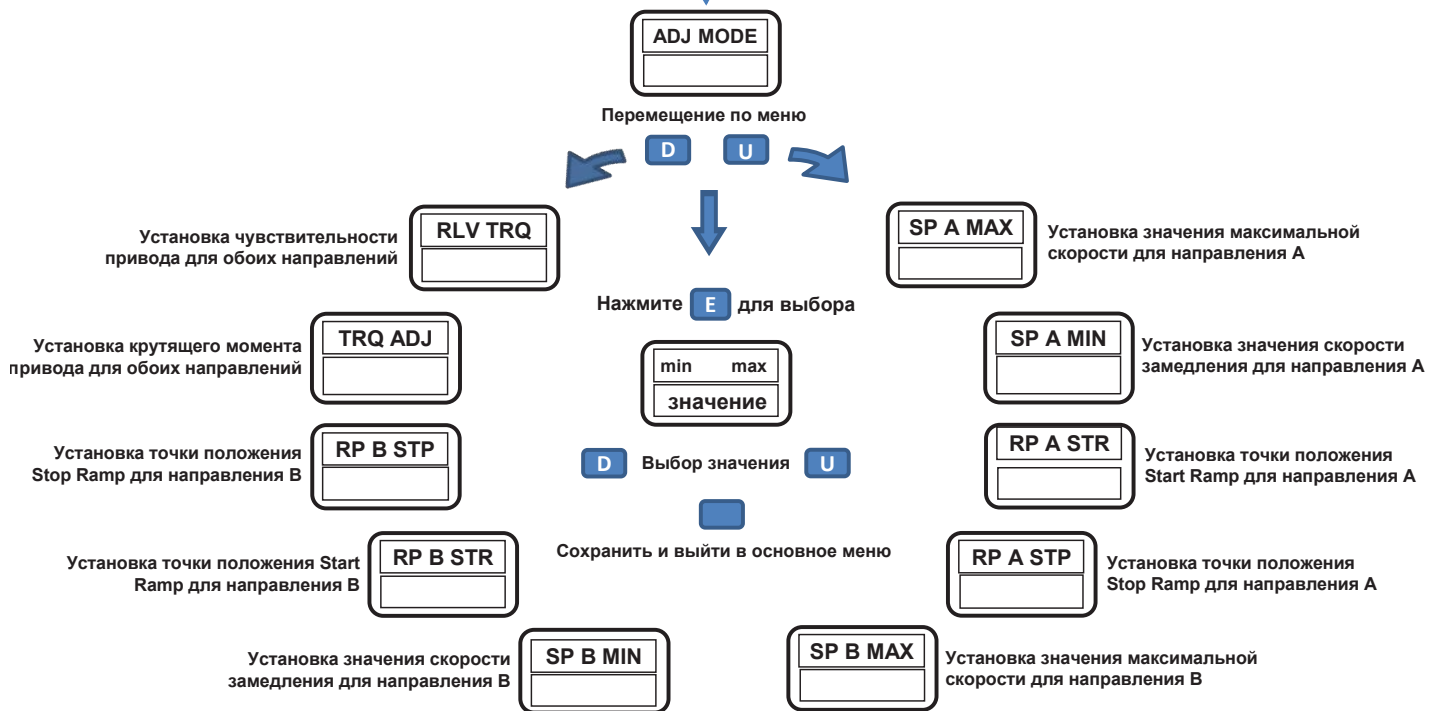 ADJ MODE
Перемещение по меню
D U
RLV TRQ
Установка чувствительности
привода для обоих направлений
SP A MAX
Установка значения максимальной
скорости для направления А
Нажмите E для выбора
TRQ ADJ
Установка крутящего момента
привода для обоих направлений
min max
значение
SP A MIN
Установка значения скорости
замедления для направления А
RP B STP
Установка точки положения
Stop Ramp для направления В
D Выбор значения U
RP A STR
Установка точки положения
Start Ramp для направления А
Сохранить и выйти в основное меню
RP B STR
Установка точки положения Start
Ramp для направления В
RP A STP
Установка точки положения
Stop Ramp для направления А
SP B MIN
Установка значения скорости
замедления для направления В
SP B MAX
Установка значения максимальной
скорости для направления В